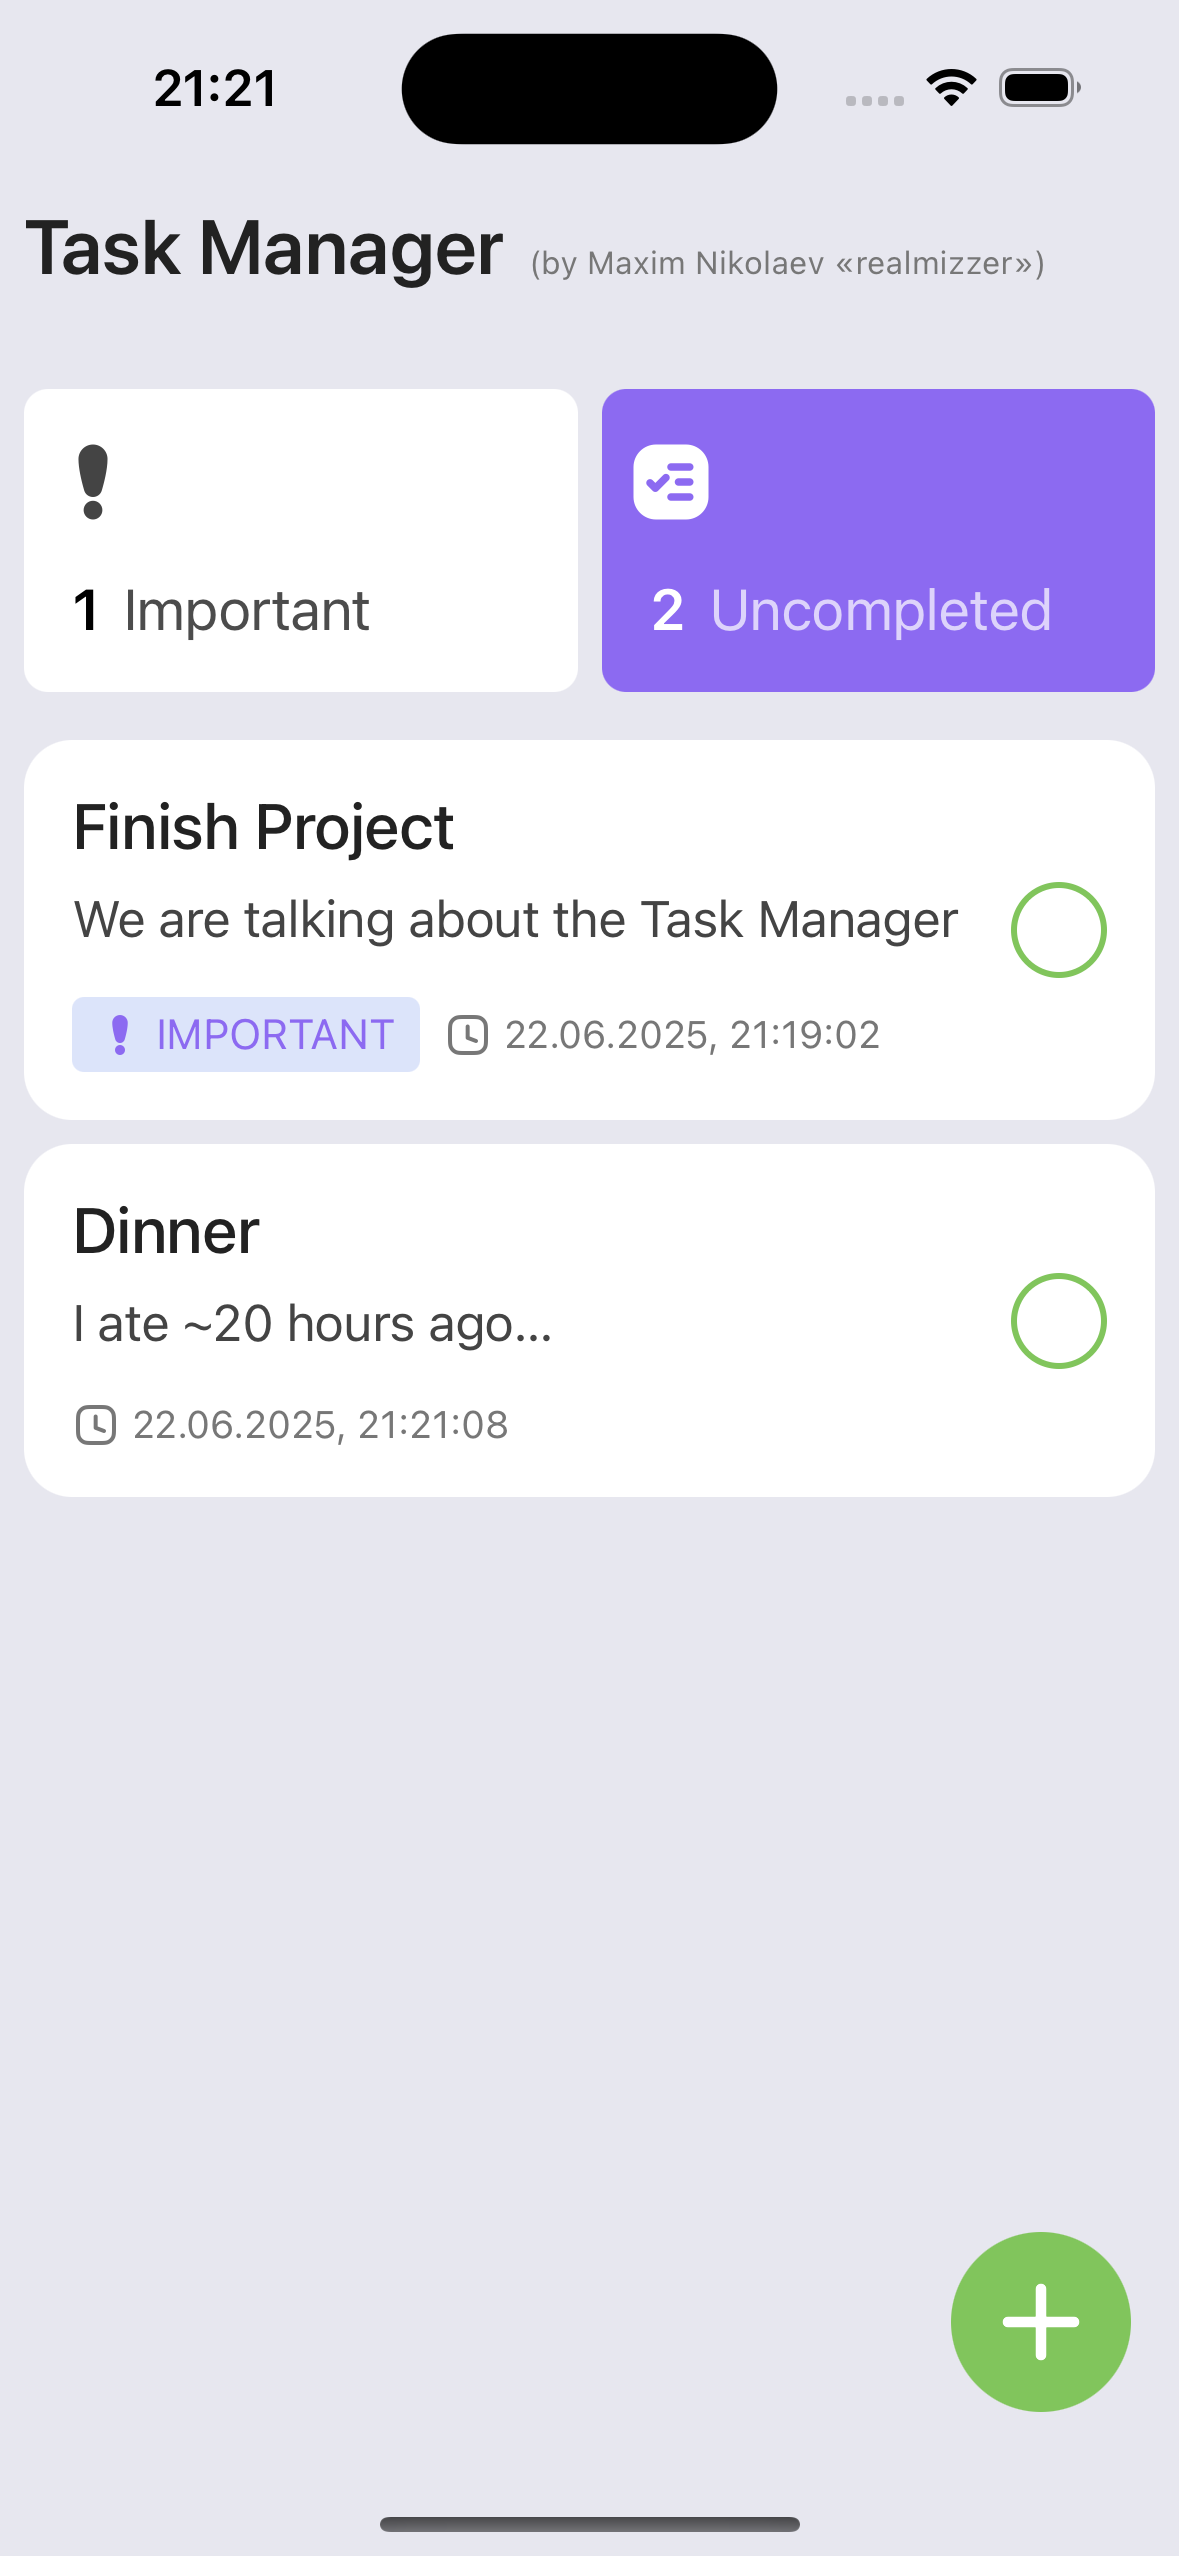 21:21
Task Manager (by Maxim Nikolaev «realmizzer»)
1 Important
2 Uncompleted
Finish Project
We are talking about the Task Manager
IMPORTANT 22.06.2025, 21:19:02
Dinner
I ate ~20 hours ago...
22.06.2025, 21:21:08